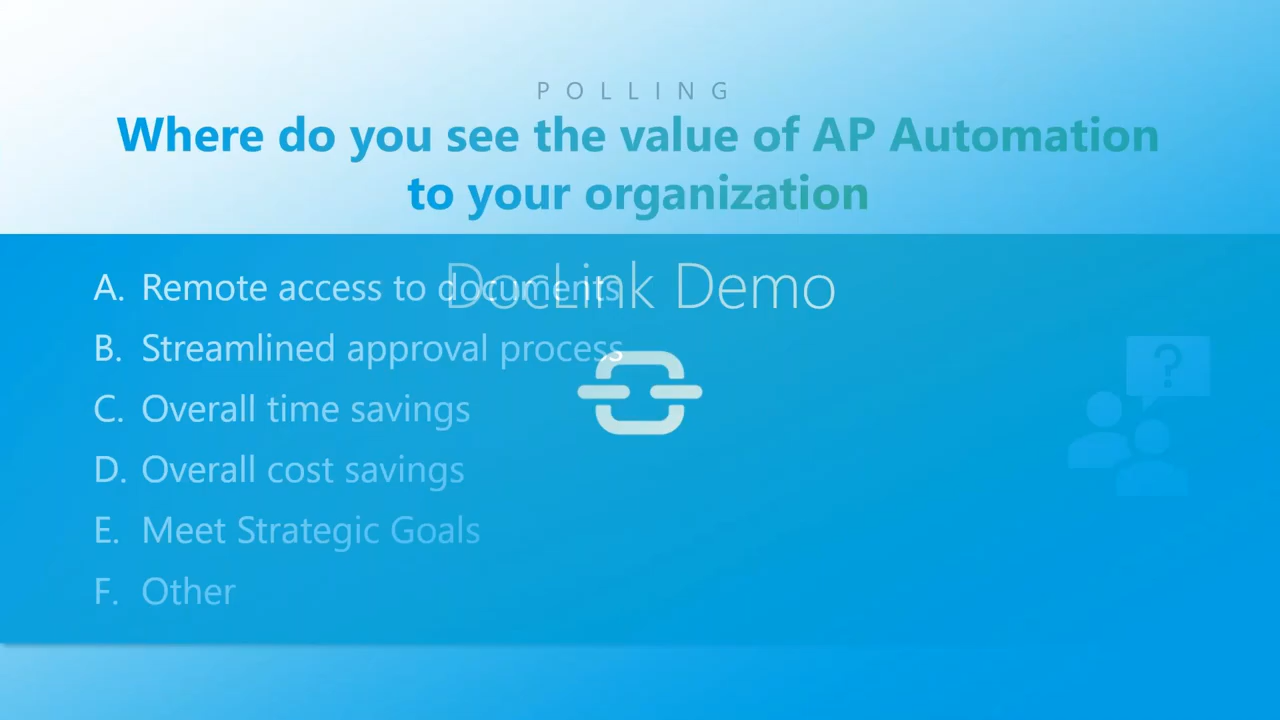 POLLING
Where do you see the value of AP Automation
to your organization
DocLink Demo
A. Remote access to documents
B. Streamlined approval process
C. Overall time savings
D. Overall cost savings
E. Meet Strategic Goals
F. Other
?